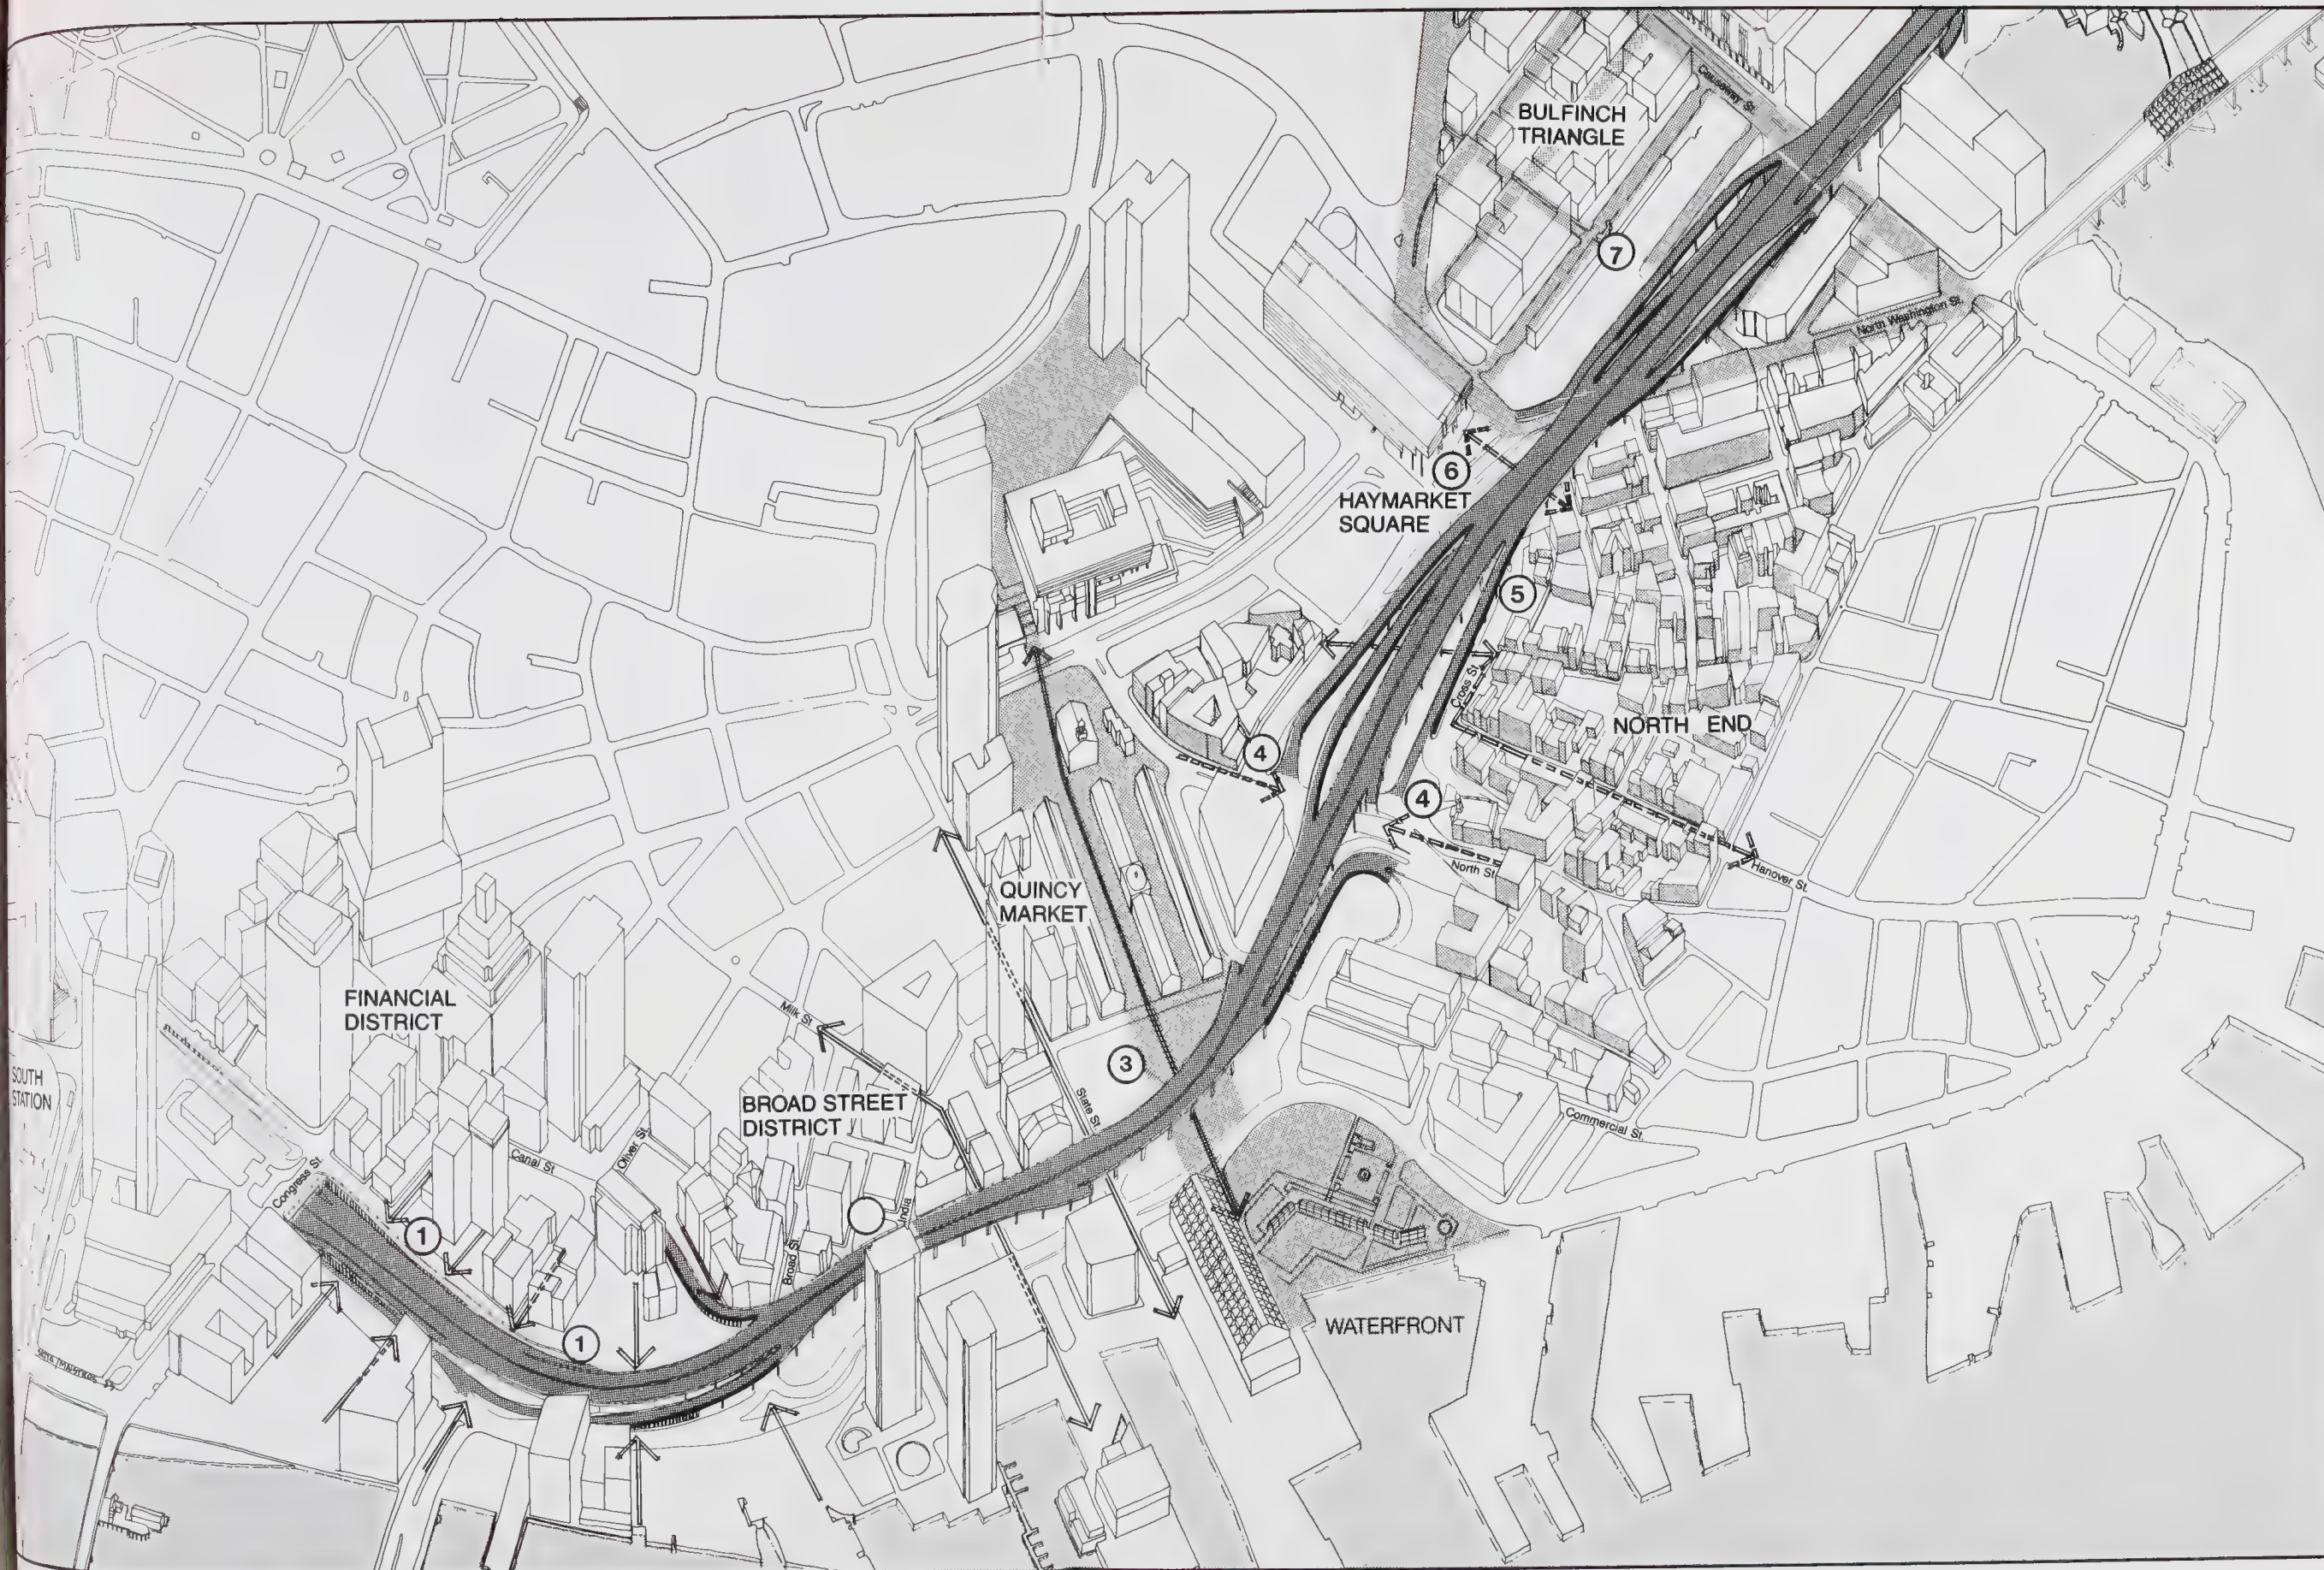 BULFINCH
TRIANGLE
Causeway St.
7
North Washington St.
6
HAYMARKET
SQUARE
5
Cross St.
NORTH END
4
4
North St.
Hanover St.
QUINCY
MARKET
FINANCIAL
DISTRICT
Milk St
3
SOUTH
STATION
BROAD STREET
DISTRICT
State St
Commercial St.
Oliver St.
Canal St
Congress St.
India
Broad St
1
1
WATERFRONT